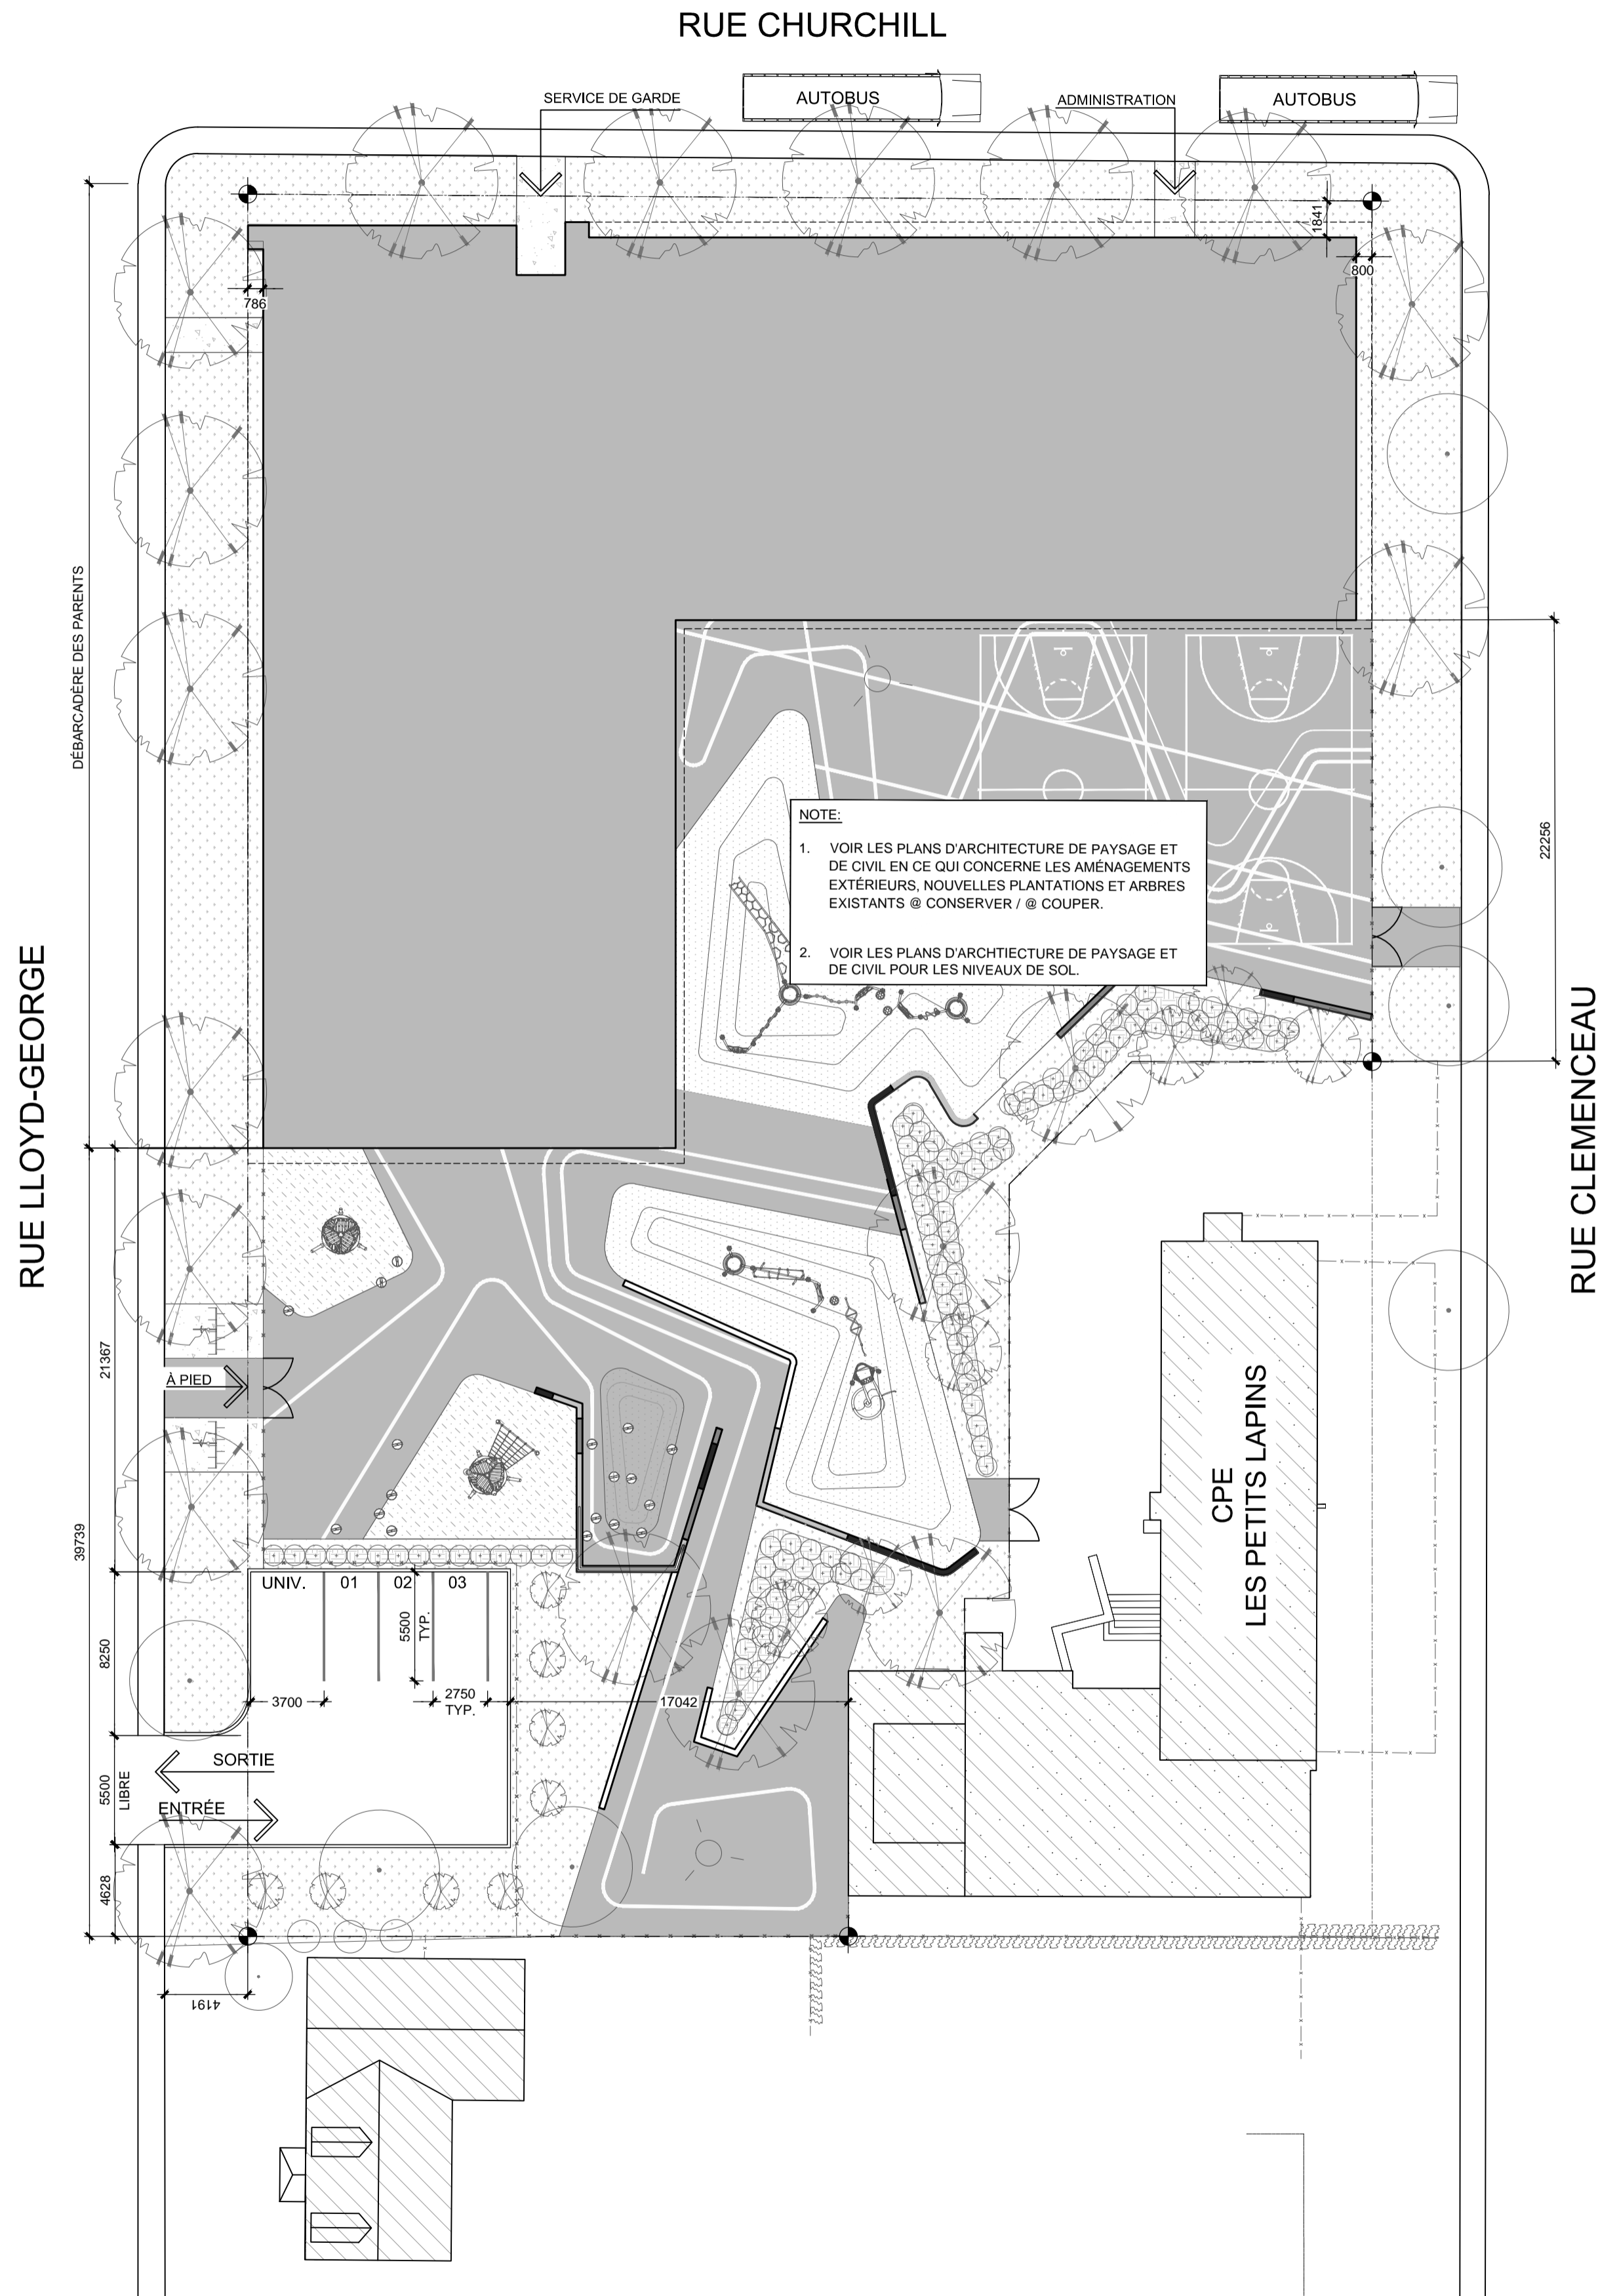 RUE CHURCHILL
AUTOBUS
AUTOBUS
SERVICE DE GARDE
ADMINISTRATION
1841
800
786
DÉBARCADÈRE DES PARENTS
22256
NOTE:
1. VOIR LES PLANS D'ARCHITECTURE DE PAYSAGE ET
DE CIVIL EN CE QUI CONCERNE LES AMÉNAGEMENTS
EXTÉRIEURS, NOUVELLES PLANTATIONS ET ARBRES
EXISTANTS @ CONSERVER / @ COUPER.
2. VOIR LES PLANS D'ARCHTIECTURE DE PAYSAGE ET
DE CIVIL POUR LES NIVEAUX DE SOL.
RUE LLOYD-GEORGE
RUE CLEMENCEAU
21367
À PIED
39739
CPE
LES PETITS LAPINS
UNIV.
01
02
03
5500
TYP.
8250
3700
2750
TYP.
17042
SORTIE
5500
LIBRE
ENTRÉE
4628
4191